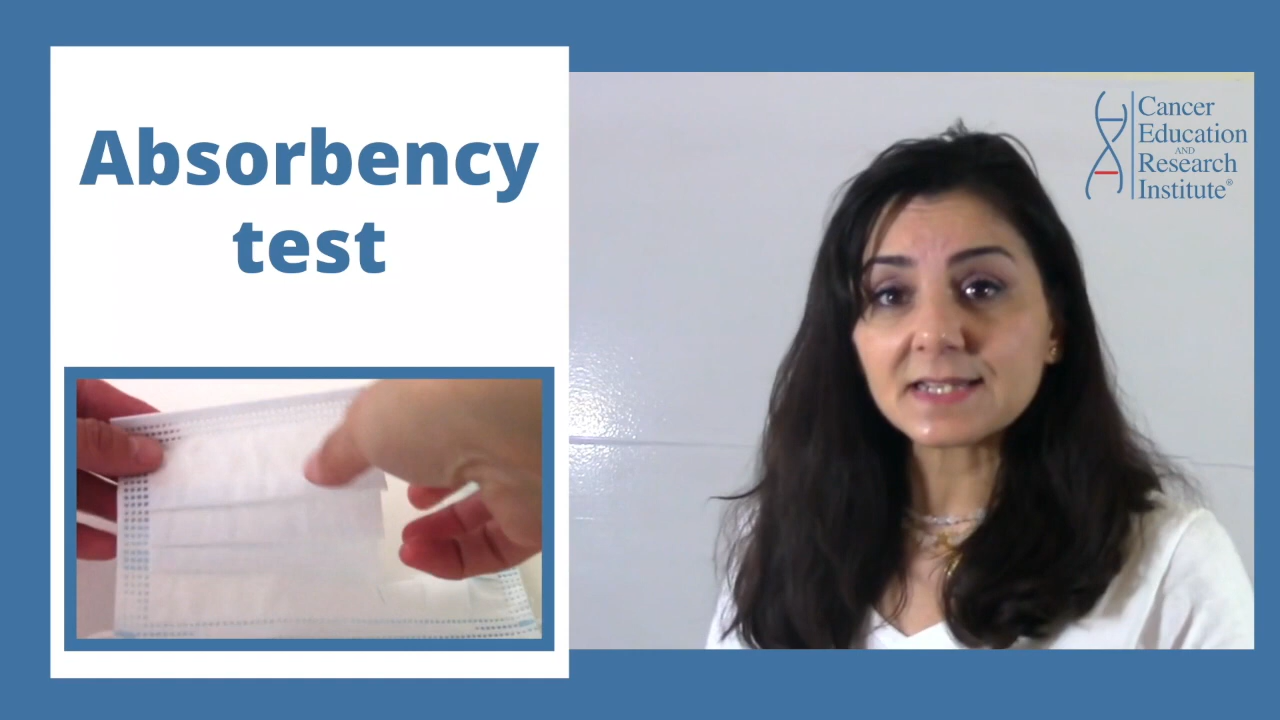 Absorbency
test
Cancer
Education
AND
Research
Institute®